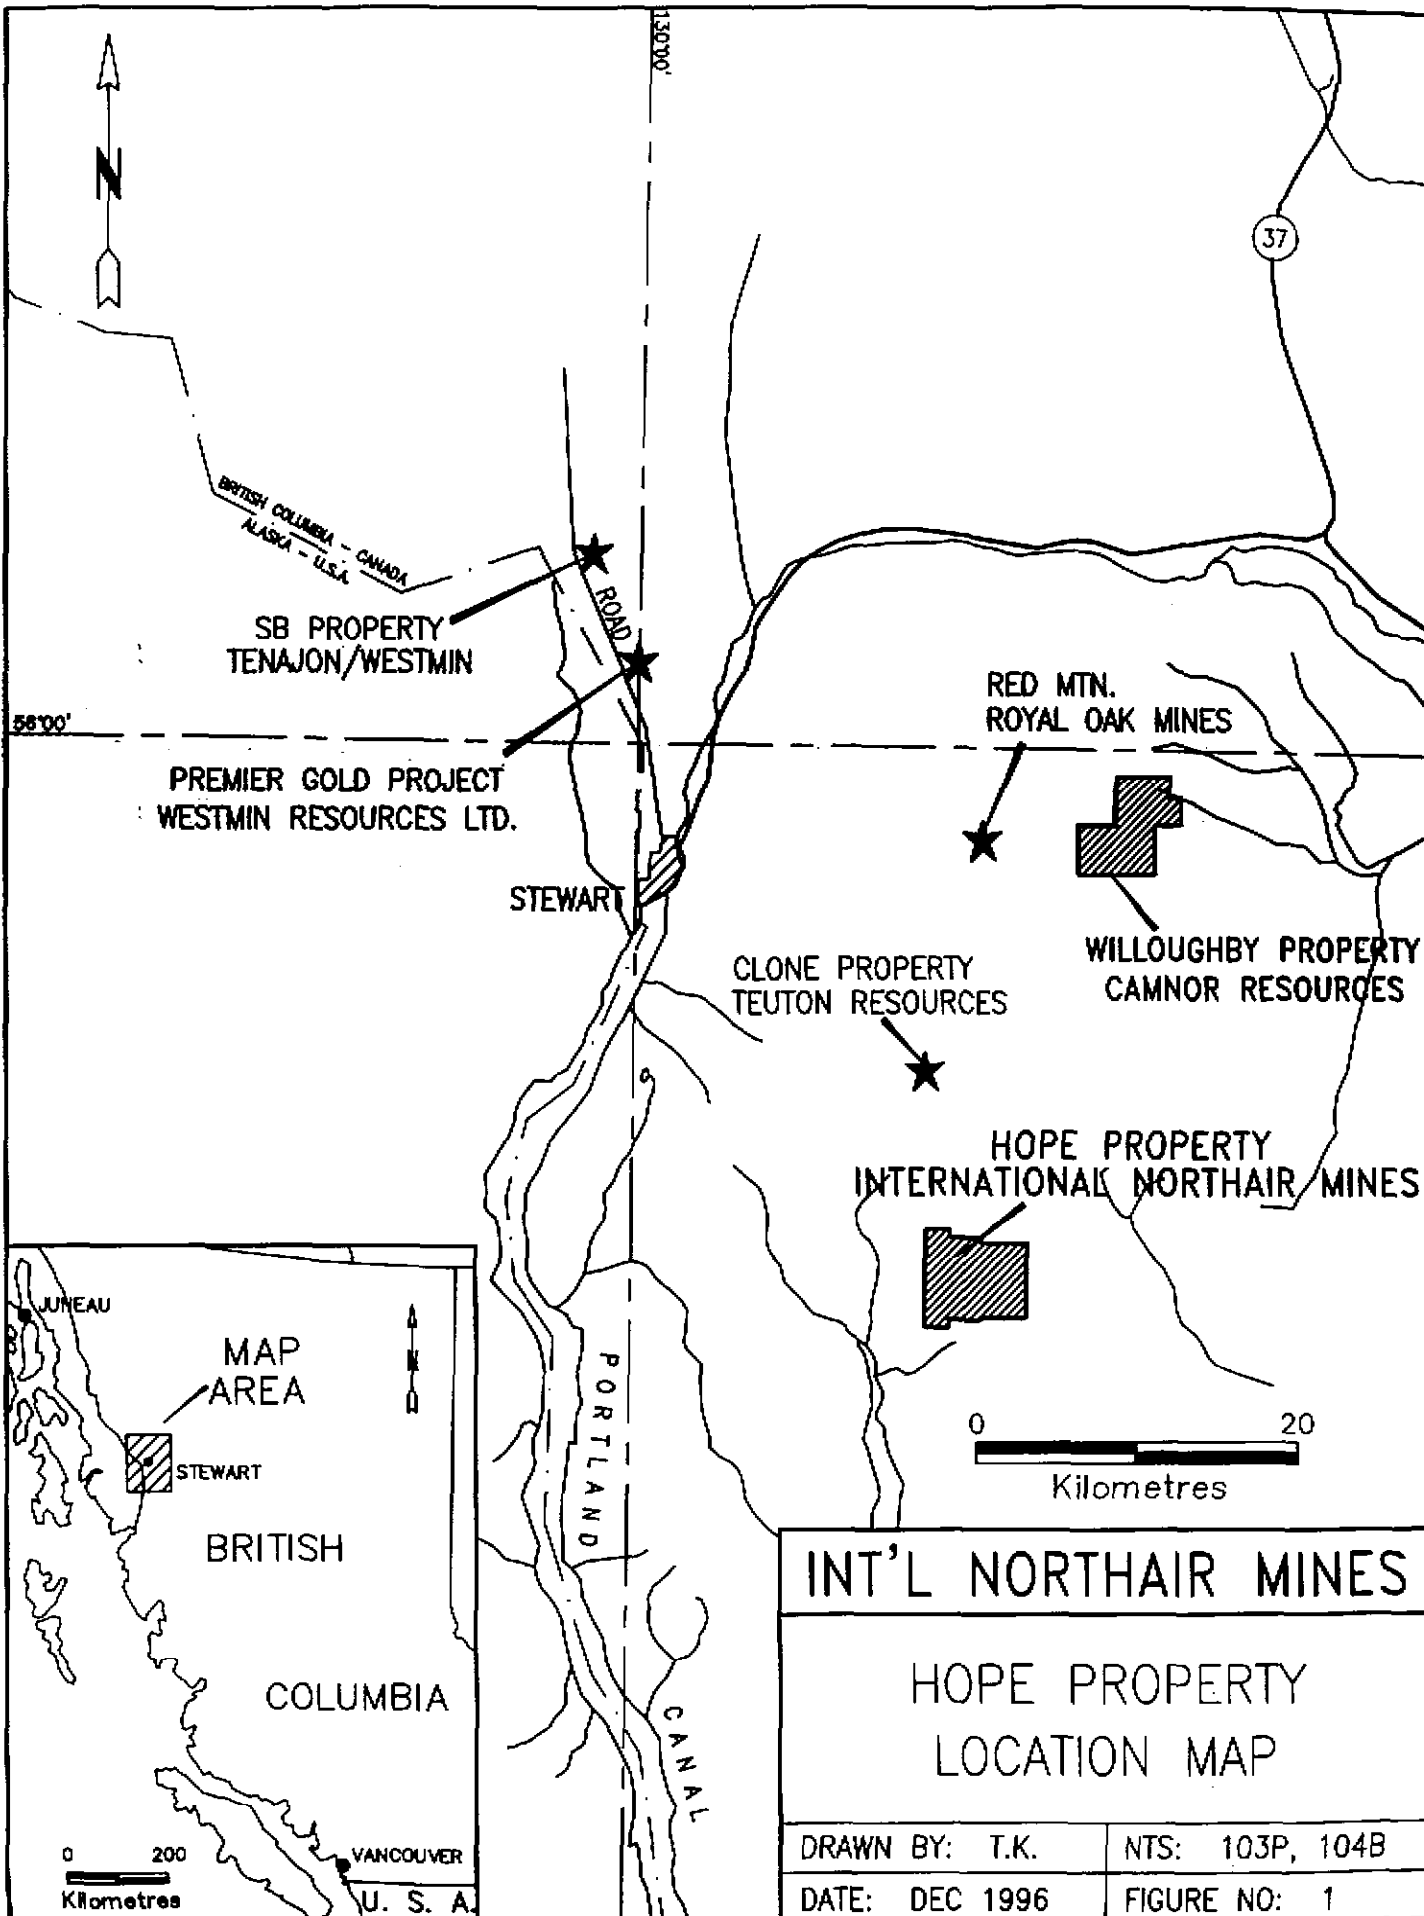 130°00'
N
37
BRITISH COLUMBIA - CANADA
ALASKA - U.S.A.
ROAD
SB PROPERTY
TENAJON/WESTMIN
56°00'
RED MTN.
ROYAL OAK MINES
PREMIER GOLD PROJECT
WESTMIN RESOURCES LTD.
STEWART
WILLOUGHBY PROPERTY
CAMNOR RESOURCES
CLONE PROPERTY
TEUTON RESOURCES
HOPE PROPERTY
INTERNATIONAL NORTHAIR MINES
PORTLAND
CANAL
0 20
Kilometres
JUNEAU
N
MAP
AREA
STEWART
BRITISH
COLUMBIA
VANCOUVER
U. S. A.
0 200
Kilometres
INT'L NORTHAIR MINES
HOPE PROPERTY
LOCATION MAP
DRAWN BY: T.K.
NTS: 103P, 104B
DATE: DEC 1996
FIGURE NO: 1